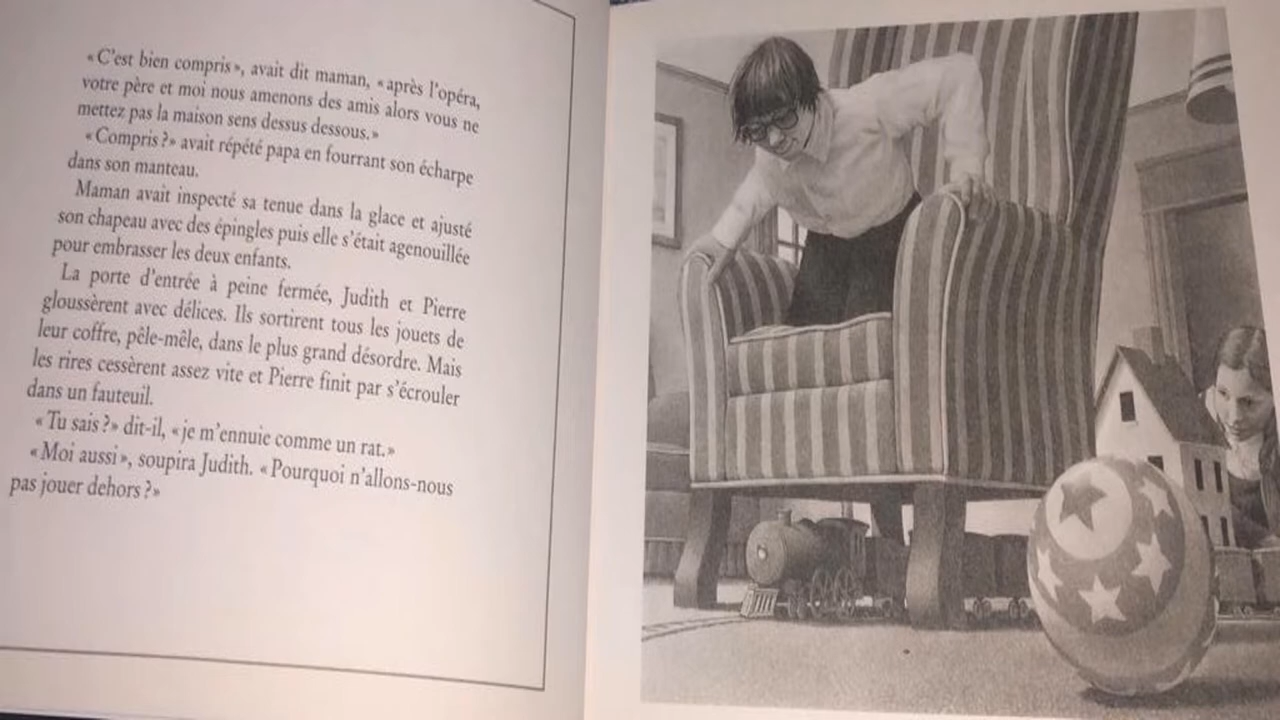 « C'est bien compris », avait dit maman, « après l'opéra,
votre père et moi nous amenons des amis alors vous ne
mettez pas la maison sens dessus dessous. »
« Compris ? » avait répété papa en fourrant son écharpe
dans son manteau.
Maman avait inspecté sa tenue dans la glace et ajusté
son chapeau avec des épingles puis elle s'était agenouillée
pour embrasser les deux enfants.
La porte d'entrée à peine fermée, Judith et Pierre
gloussèrent avec délices. Ils sortirent tous les jouets de
leur coffre, pêle-mêle, dans le plus grand désordre. Mais
les rires cessèrent assez vite et Pierre finit par s'écrouler
dans un fauteuil.
« Tu sais ? » dit-il, « je m'ennuie comme un rat. »
« Moi aussi », soupira Judith. « Pourquoi n'allons-nous
pas jouer dehors ? »